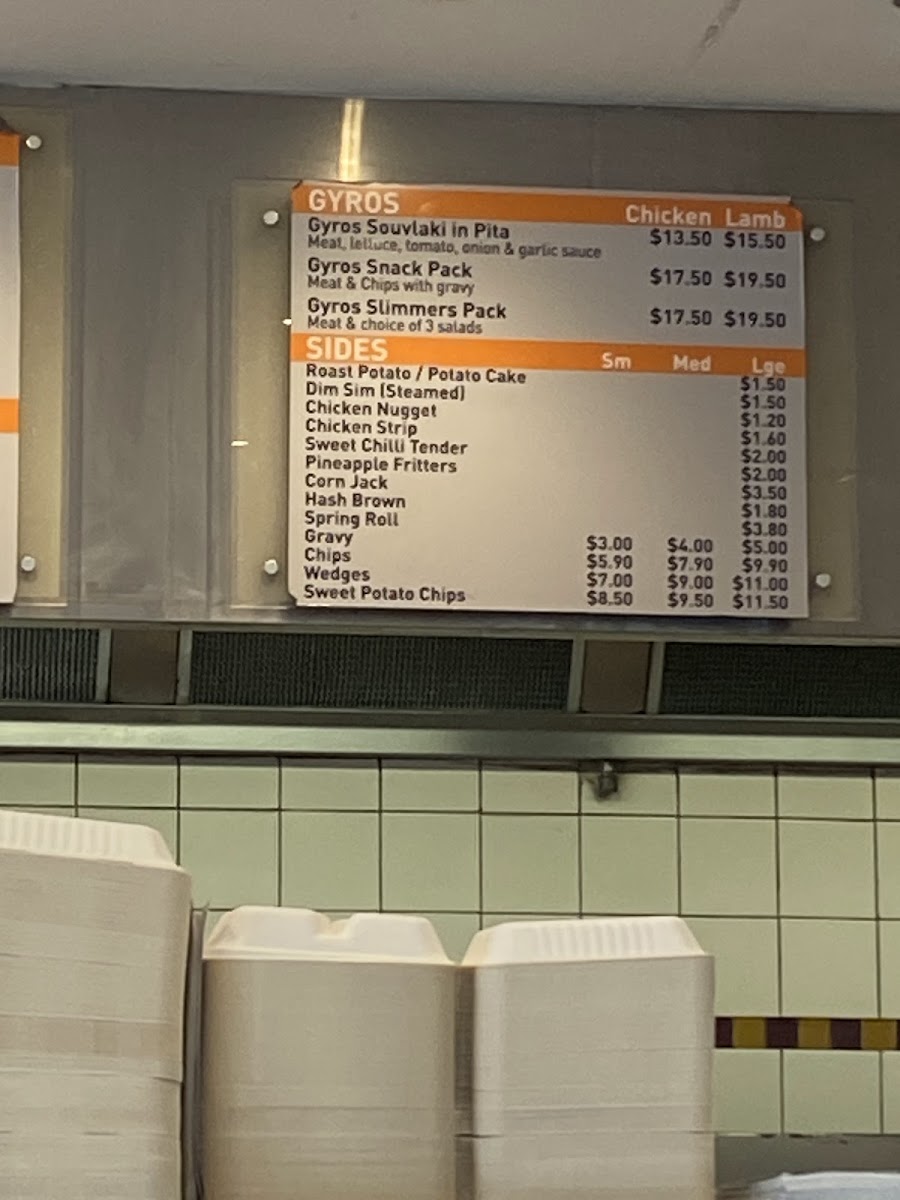 GYROS Chicken Lamb
Gyros Souvlaki in Pita $13.50 $15.50
Meat, lettuce, tomato, onion & garlic sauce
Gyros Snack Pack $17.50 $19.50
Meat & Chips with gravy
Gyros Slimmers Pack $17.50 $19.50
Meat & choice of 3 salads
SIDES Sm Med Lge
Roast Potato / Potato Cake $1.50
Dim Sim (Steamed) $1.50
Chicken Nugget $1.20
Chicken Strip $1.60
Sweet Chilli Tender $2.00
Pineapple Fritters $2.00
Corn Jack $3.50
Hash Brown $1.80
Spring Roll $3.80
Gravy $3.00 $4.00 $5.00
Chips $5.90 $7.90 $9.90
Wedges $7.00 $9.00 $11.00
Sweet Potato Chips $8.50 $9.50 $11.50